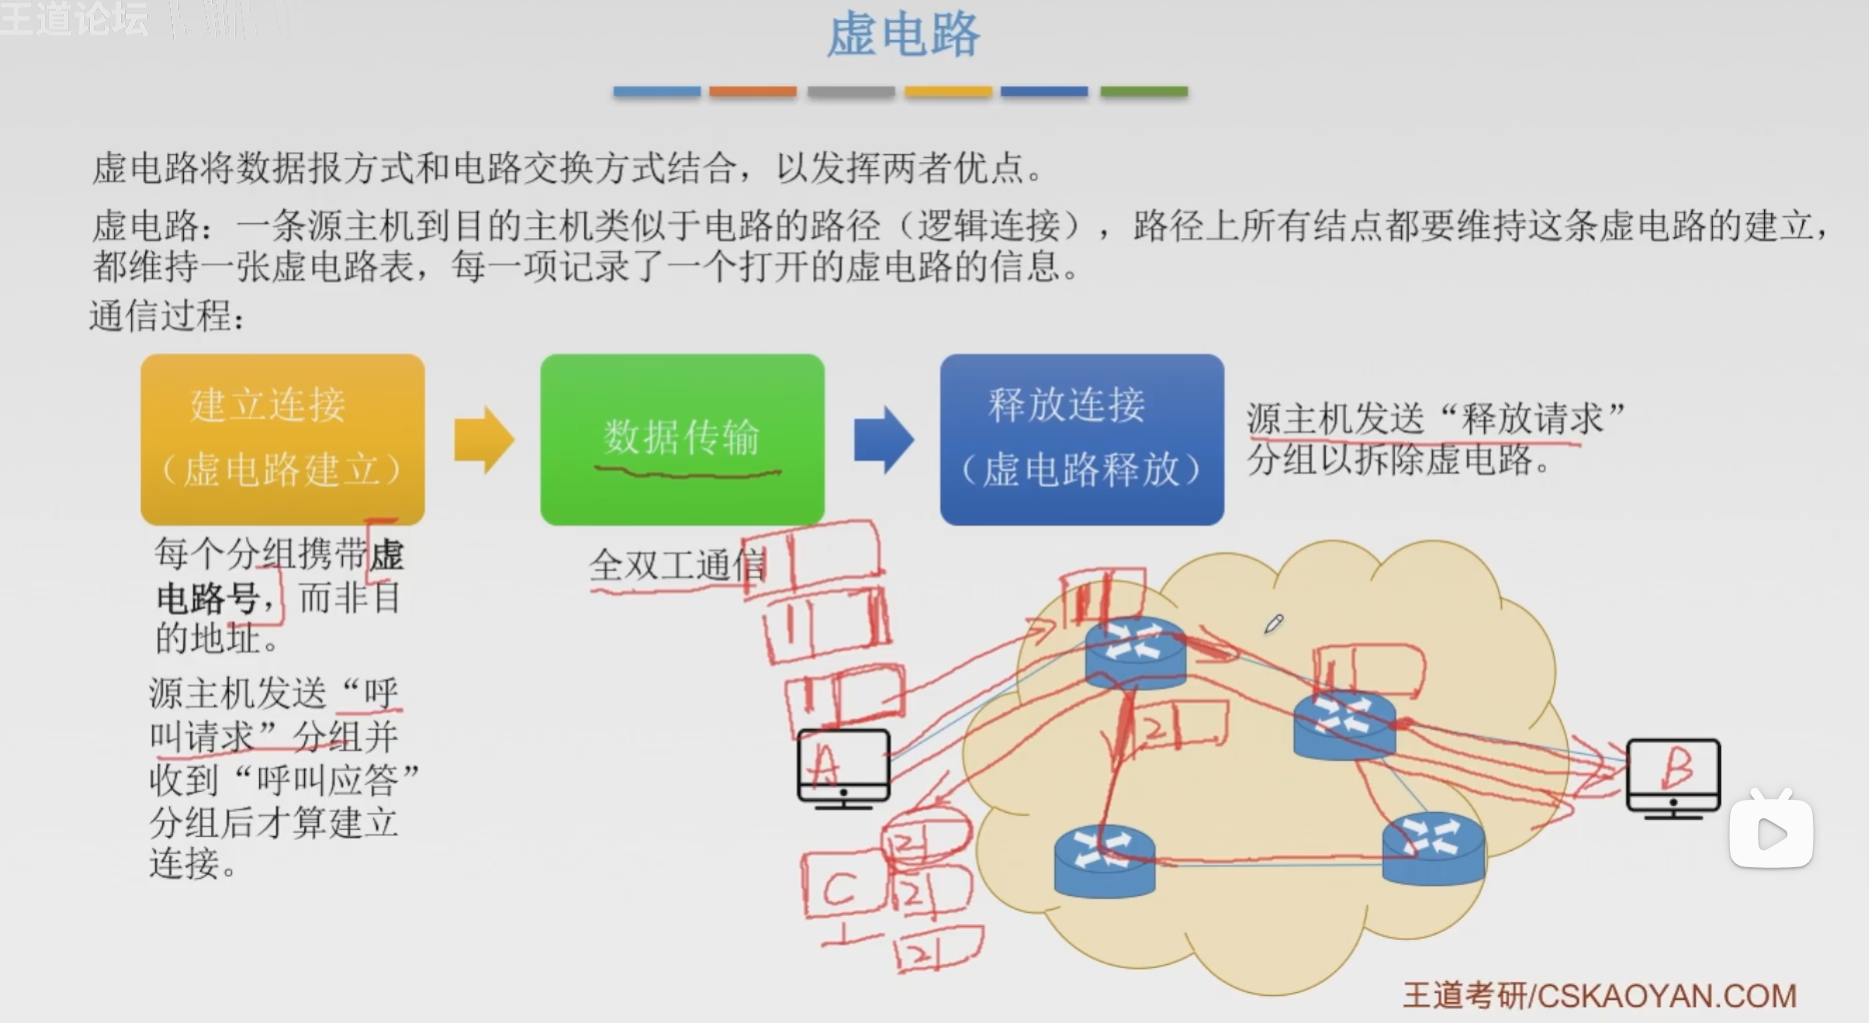 王道论坛
虚电路
虚电路将数据报方式和电路交换方式结合，以发挥两者优点。
虚电路：一条源主机到目的主机类似于电路的路径（逻辑连接），路径上所有结点都要维持这条虚电路的建立，
都维持一张虚电路表，每一项记录了一个打开的虚电路的信息。
通信过程：
建立连接
（虚电路建立）
数据传输
释放连接
（虚电路释放）
源主机发送“释放请求”
分组以拆除虚电路。
每个分组携带虚
电路号，而非目
的地址。
源主机发送“呼
叫请求”分组并
收到“呼叫应答”
分组后才算建立
连接。
全双工通信
1
1
1
1
1
2
A
B
2
C
2
2
王道考研/CSKAOYAN.COM